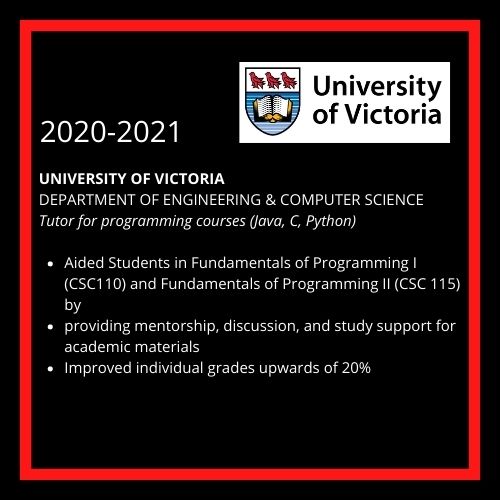 University
of Victoria
2020-2021
UNIVERSITY OF VICTORIA
DEPARTMENT OF ENGINEERING & COMPUTER SCIENCE
Tutor for programming courses (Java, C, Python)
• Aided Students in Fundamentals of Programming I
(CSC110) and Fundamentals of Programming II (CSC 115)
by
• providing mentorship, discussion, and study support for
academic materials
• Improved individual grades upwards of 20%